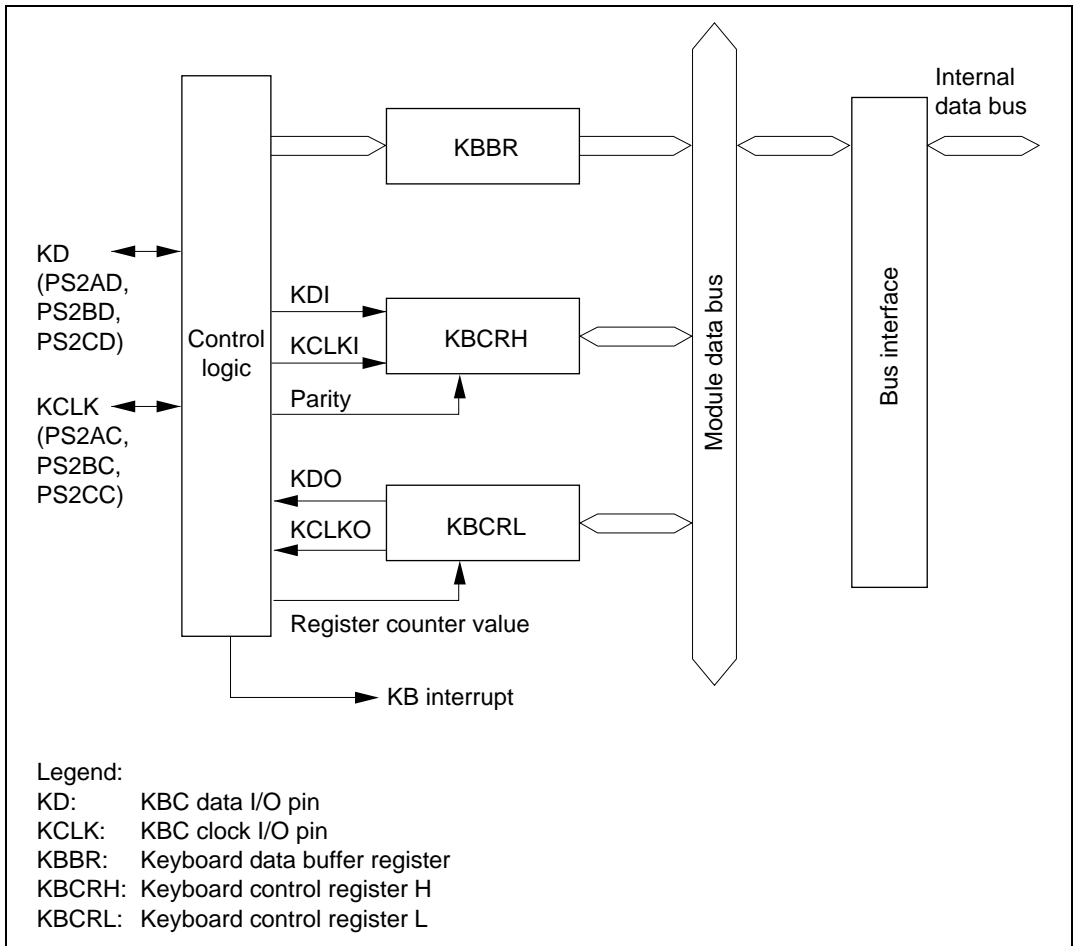 Internal
data bus
KBBR
KD
(PS2AD,
PS2BD,
PS2CD)
Control
logic
KDI
KCLKI
Parity
KBCRH
Module data bus
Bus interface
KCLK
(PS2AC,
PS2BC,
PS2CC)
KDO
KCLKO
KBCRL
Register counter value
KB interrupt
Legend:
KD: KBC data I/O pin
KCLK: KBC clock I/O pin
KBBR: Keyboard data buffer register
KBCRH: Keyboard control register H
KBCRL: Keyboard control register L